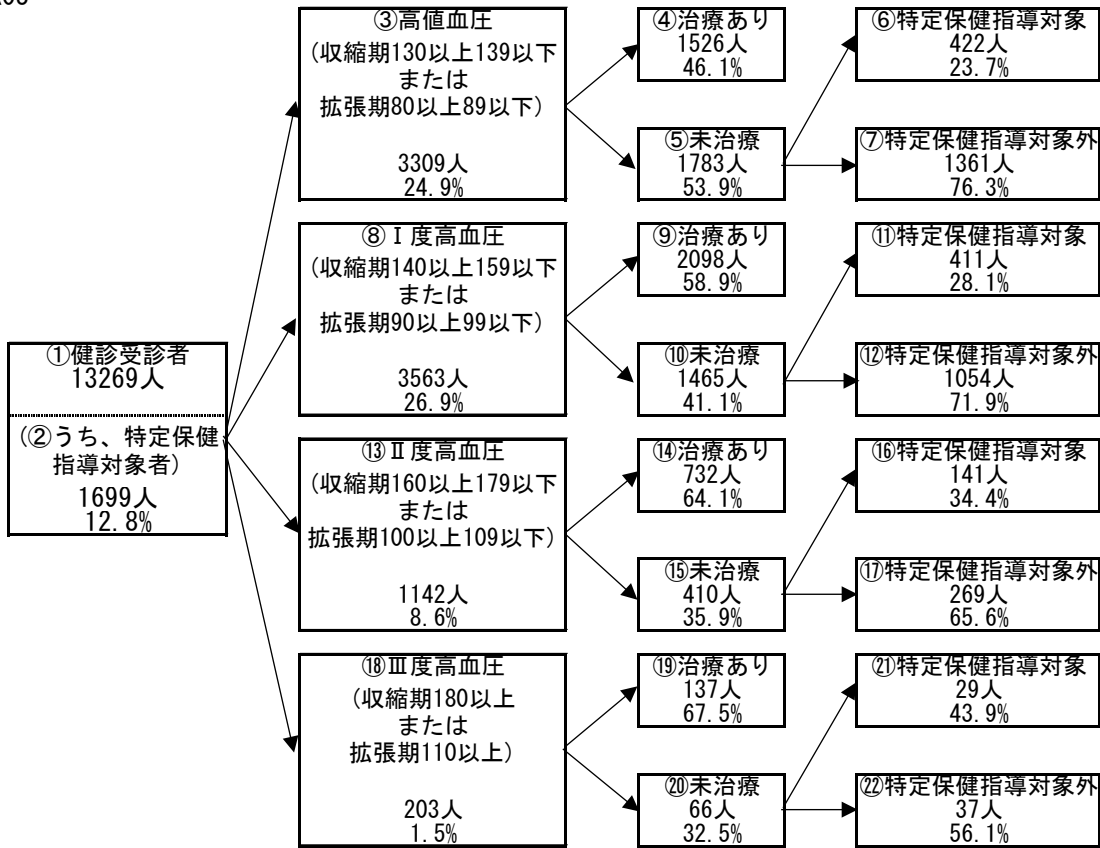 ③高値血圧
(収縮期130以上139以下
または
拡張期80以上89以下)
3309人
24.9%
④治療あり
1526人
46.1%
⑤未治療
1783人
53.9%
⑥特定保健指導対象
422人
23.7%
⑦特定保健指導対象外
1361人
76.3%
①健診受診者
13269人
(②うち、特定保健
指導対象者)
1699人
12.8%
⑧Ⅰ度高血圧
(収縮期140以上159以下
または
拡張期90以上99以下)
3563人
26.9%
⑨治療あり
2098人
58.9%
⑩未治療
1465人
41.1%
⑪特定保健指導対象
411人
28.1%
⑫特定保健指導対象外
1054人
71.9%
⑬Ⅱ度高血圧
(収縮期160以上179以下
または
拡張期100以上109以下)
1142人
8.6%
⑭治療あり
732人
64.1%
⑮未治療
410人
35.9%
⑯特定保健指導対象
141人
34.4%
⑰特定保健指導対象外
269人
65.6%
⑱Ⅲ度高血圧
(収縮期180以上
または
拡張期110以上)
203人
1.5%
⑲治療あり
137人
67.5%
⑳未治療
66人
32.5%
㉑特定保健指導対象
29人
43.9%
㉒特定保健指導対象外
37人
56.1%